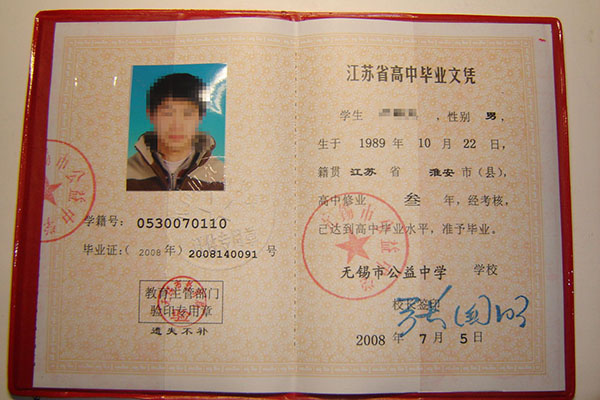 学籍号: 0530070110
毕业证:(2008年)2008140091 号
教育主管部门
验印专用章
遗失不补
江苏省高中毕业文凭
学生 ，性别 男，
生于 1989 年 10 月 22 日，
籍贯 江苏 省 淮安 市（县），
高中修业， 叁 年，经考核，
已达到高中毕业水平，准予毕业。
无锡市公益中学 学校
校长签印
2008 年 7 月 5 日